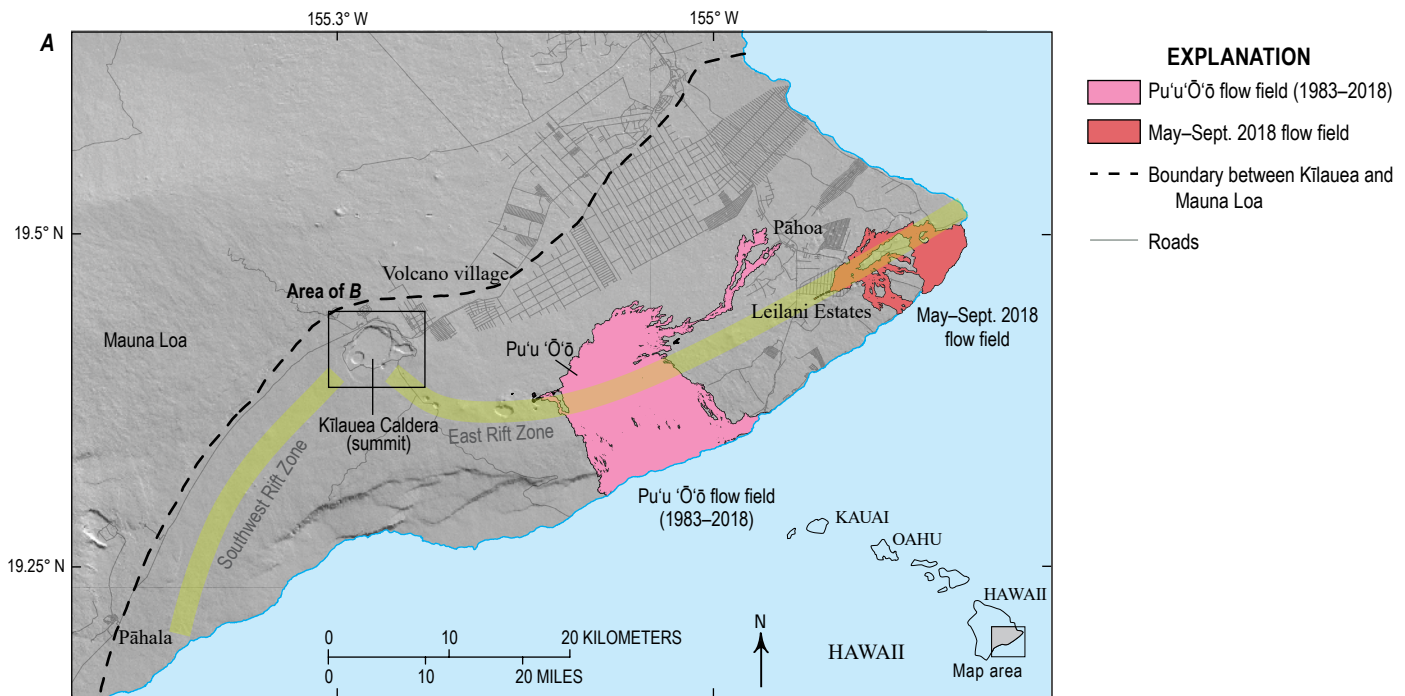 155.3° W
155° W
A
19.5° N
19.25° N
Pāhoa
Volcano village
Area of B
Leilani Estates
Mauna Loa
May–Sept. 2018
flow field
Pu‘u ‘Ō‘ō
Kīlauea Caldera
(summit)
East Rift Zone
Southwest Rift Zone
Pu‘u ‘Ō‘ō flow field
(1983–2018)
Pāhala
0 10 20 KILOMETERS
0 10 20 MILES
N
KAUAI
OAHU
HAWAII
HAWAII
Map area
EXPLANATION
Pu‘u‘Ō‘ō flow field (1983–2018)
May–Sept. 2018 flow field
Boundary between Kīlauea and
Mauna Loa
Roads